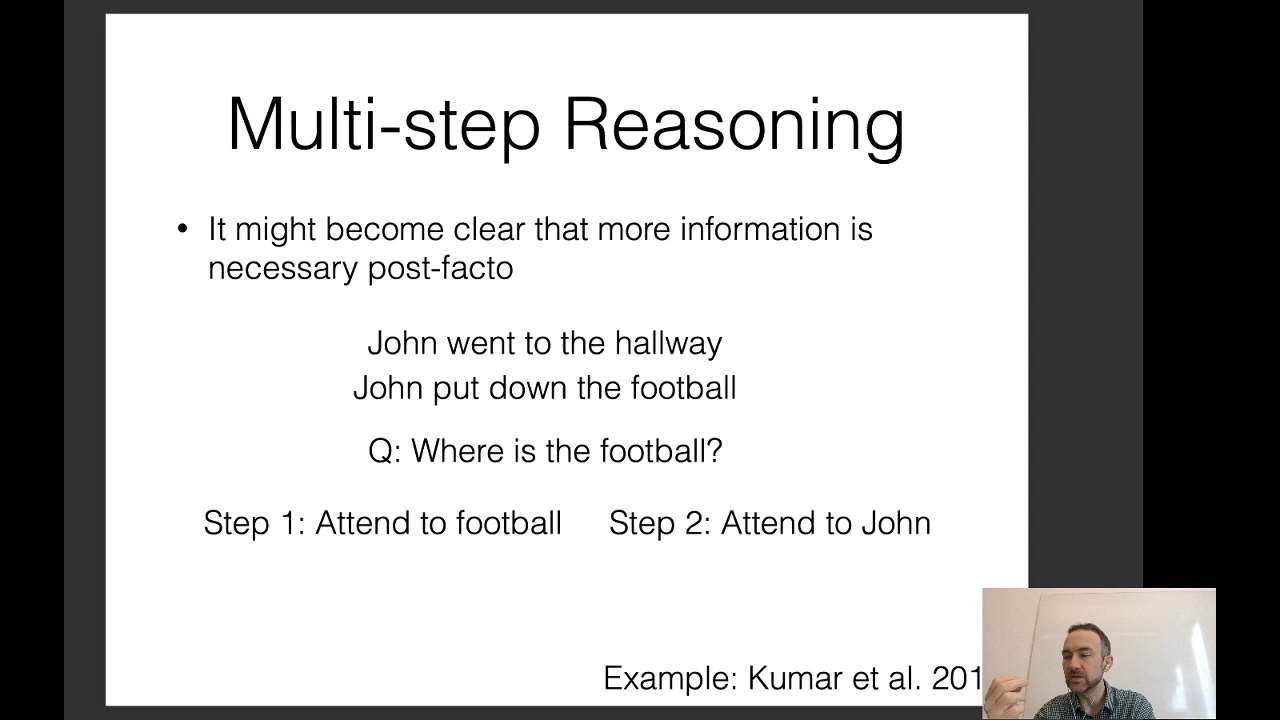 Multi-step Reasoning
• It might become clear that more information is
necessary post-facto
John went to the hallway
John put down the football
Q: Where is the football?
Step 1: Attend to football Step 2: Attend to John
Example: Kumar et al. 201